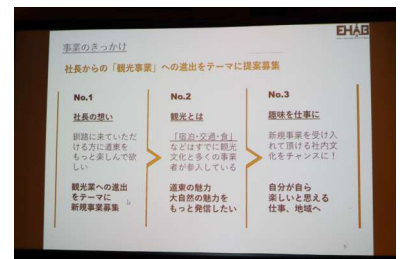 EHAB
事業のきっかけ
社長からの「観光事業」への進出をテーマに提案募集
No.1
社長の想い
釧路に来ていただ
ける方に道東を
もっと楽しんで欲
しい
観光業への進出
をテーマに
新規事業募集
No.2
観光とは
「宿泊・交通・食」
などはすでに観光
文化と多くの事業
者が参入している
道東の魅力
大自然の魅力を
もっと発信したい
No.3
趣味を仕事に
新規事業を受け入
れて頂ける社内文
化をチャンスに！
自分が自ら
楽しいと思える
仕事、地域へ